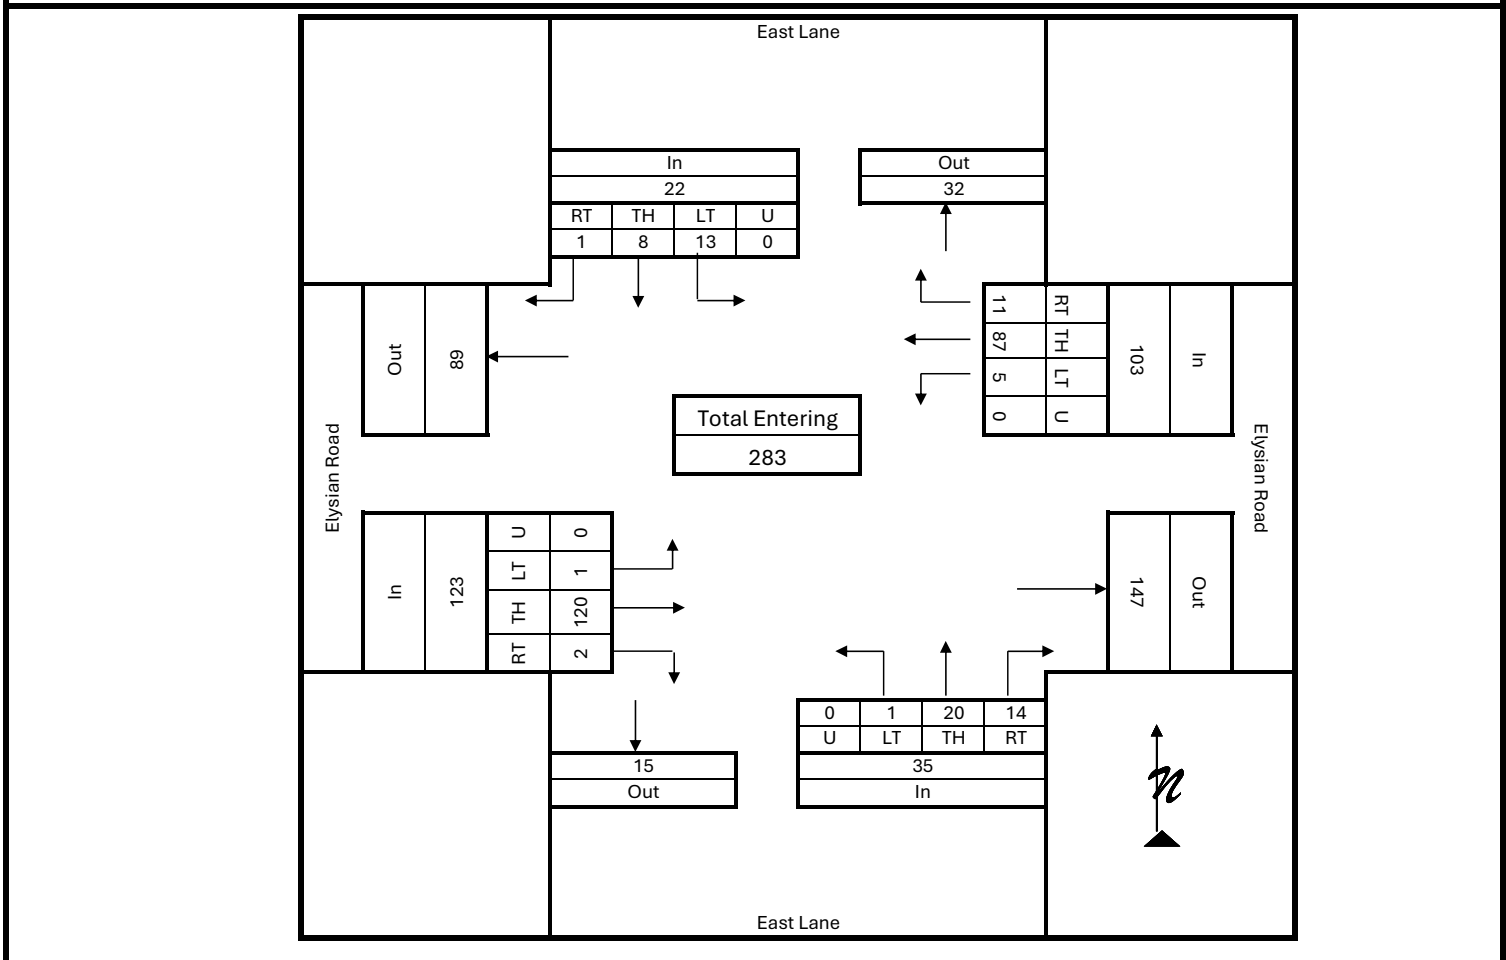 East Lane
In
22
RT TH LT U
1 8 13 0
Out
32
Out
89
11 RT
87 TH
5 LT
0 U
103
In
Total Entering
283
Elysian Road
Elysian Road
In
123
U 0
LT 1
TH 120
RT 2
147
Out
0 1 20 14
U LT TH RT
35
In
15
Out
N
East Lane